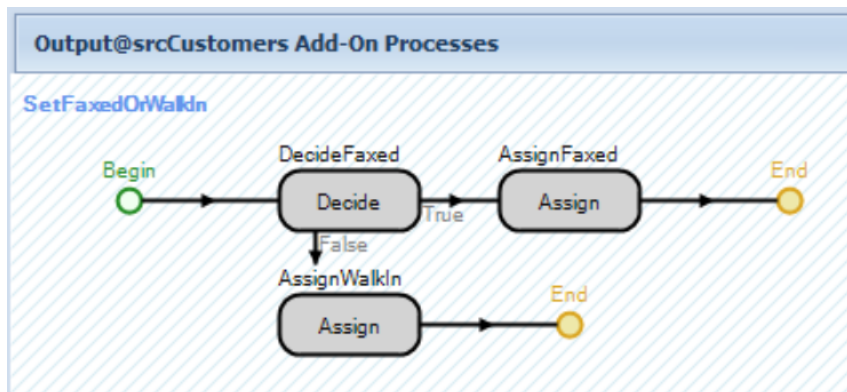 Output@srcCustomers Add-On Processes
SetFaxedOrWalkIn
DecideFaxed
AssignFaxed
Begin
End
Decide
Assign
True
False
AssignWalkIn
End
Assign